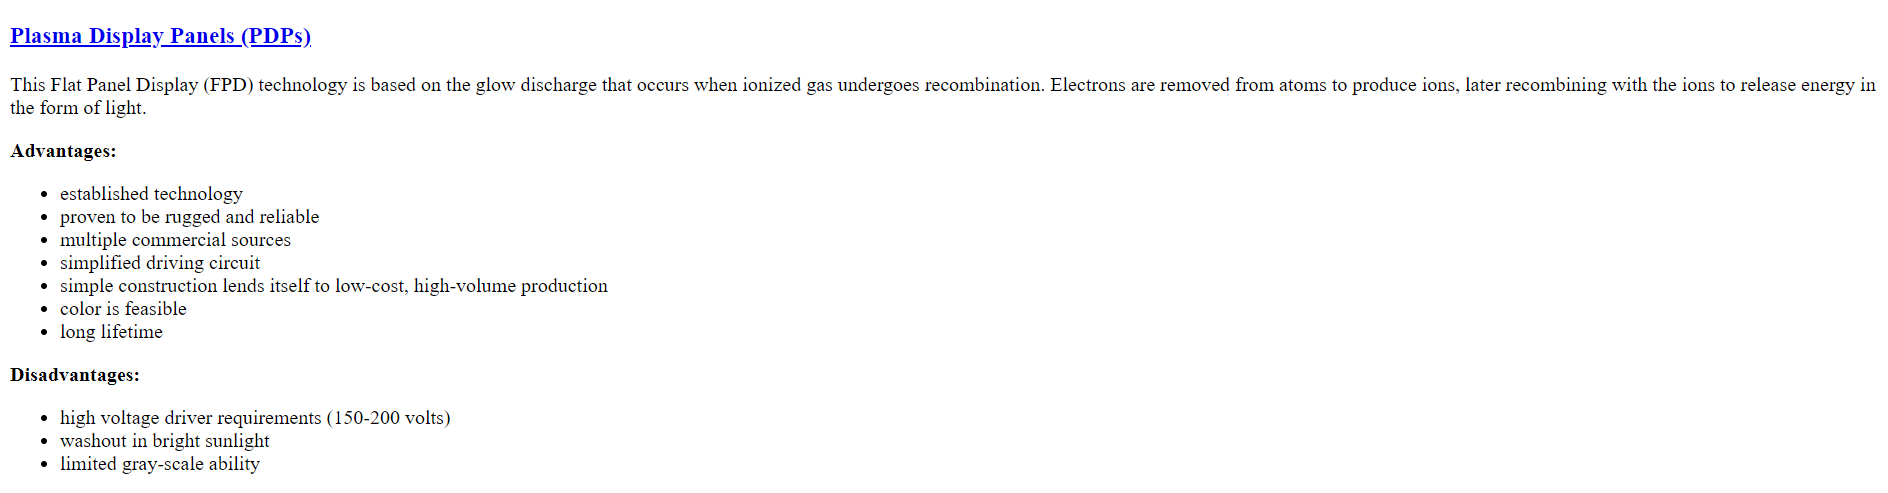 Plasma Display Panels (PDPs)
This Flat Panel Display (FPD) technology is based on the glow discharge that occurs when ionized gas undergoes recombination. Electrons are removed from atoms to produce ions, later recombining with the ions to release energy in
the form of light.
Advantages:
• established technology
• proven to be rugged and reliable
• multiple commercial sources
• simplified driving circuit
• simple construction lends itself to low-cost, high-volume production
• color is feasible
• long lifetime
Disadvantages:
• high voltage driver requirements (150-200 volts)
• washout in bright sunlight
• limited gray-scale ability